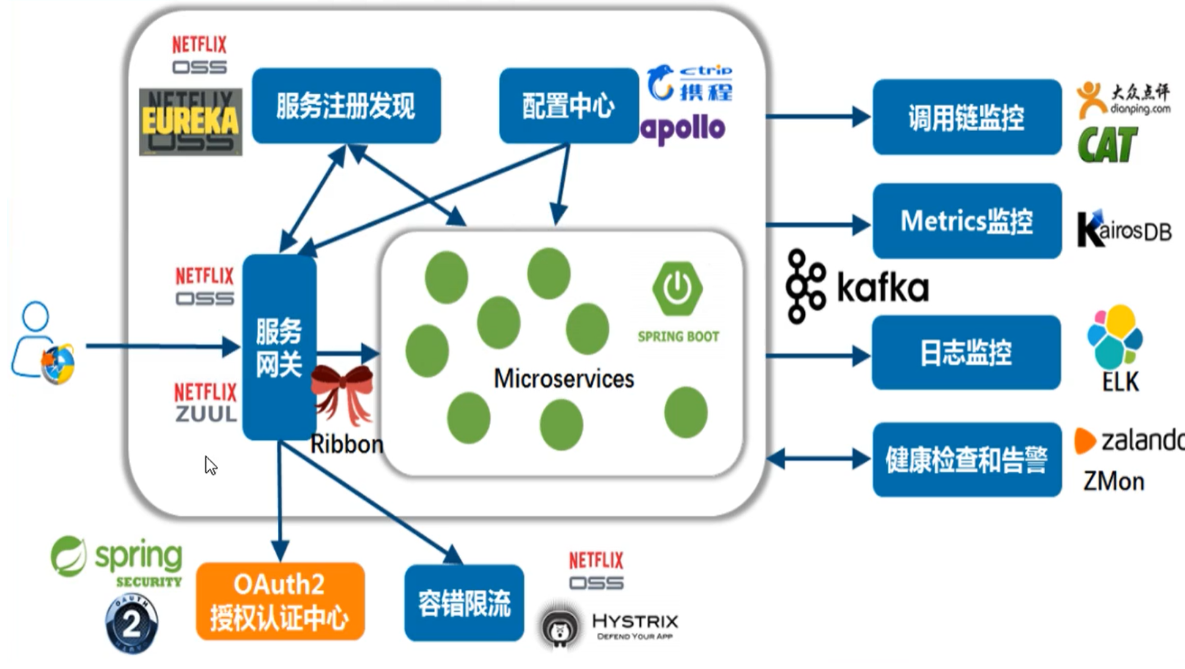 NETFLIX
OSS
NETFLIX
EUREKA
OSS
服务注册发现
配置中心
ctrip
携程
apollo
调用链监控
大众点评
dianping.com
CAT
Metrics监控
KairosDB
NETFLIX
OSS
服务
网关
NETFLIX
ZUUL
Ribbon
SPRING BOOT
Microservices
kafka
日志监控
ELK
健康检查和告警
zalando
ZMon
spring
SECURITY
OAUTH
2
OAuth2
授权认证中心
容错限流
NETFLIX
OSS
HYSTRIX
DEFEND YOUR APP